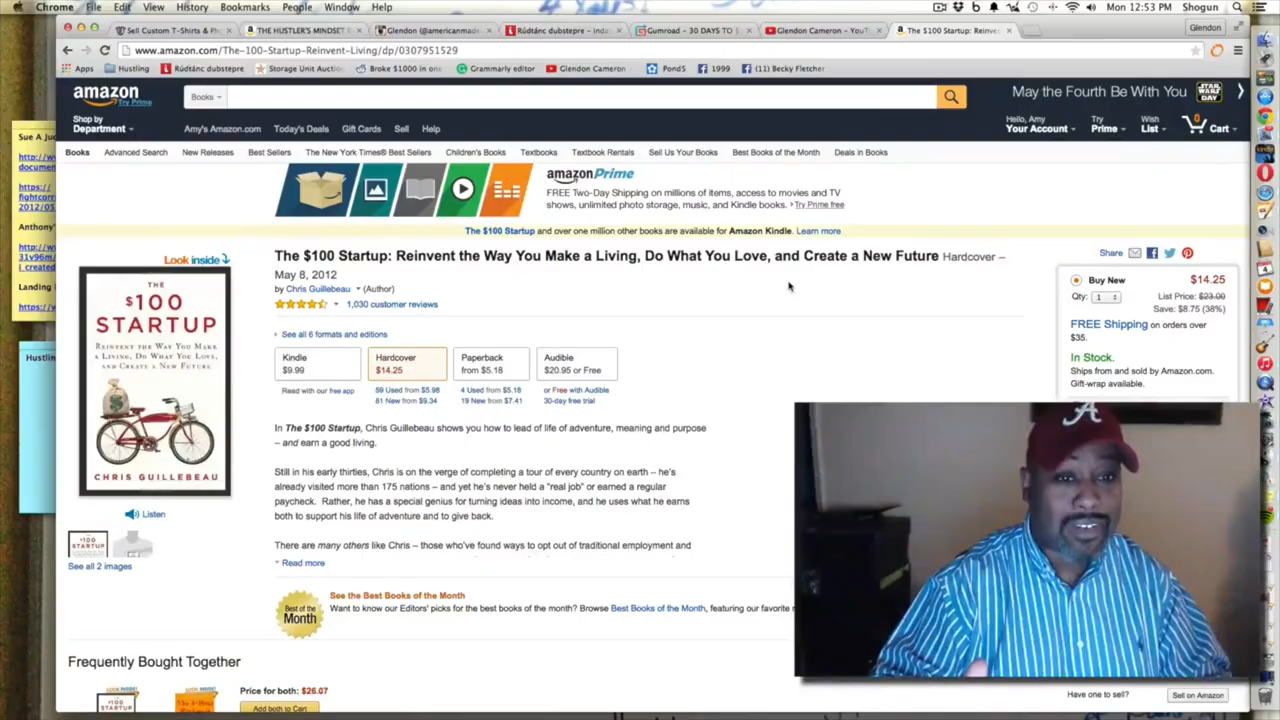 Chrome File Edit View History Bookmarks People Window Help Mon 12:53 PM Shogun
Sell Custom T-Shirts & Ph THE HUSTLER'S MINDSET Glendon (@americanmad Rúdtánc dubstepre - inda Gumroad - 30 DAYS TO Glendon Cameron - YouT The $100 Startup: Reinve Glendon
www.amazon.com/The-100-Startup-Reinvent-Living/dp/0307951529
Apps Hustling Rúdtánc dubstepre Storage Unit Auctio Broke $1000 in one Grammarly editor Glendon Cameron Pond5 1999 (11) Becky Fletcher
amazon
Try Prime
Books
May the Fourth Be With You
STAR WARS DAY
Shop by
Department
Amy's Amazon.com Today's Deals Gift Cards Sell Help
Hello, Amy
Your Account
Try
Prime
Wish
List
0
Cart
Books Advanced Search New Releases Best Sellers The New York Times® Best Sellers Children's Books Textbooks Textbook Rentals Sell Us Your Books Best Books of the Month Deals in Books
amazonPrime
FREE Two-Day Shipping on millions of items, access to movies and TV
shows, unlimited photo storage, music, and Kindle books. Try Prime free
The $100 Startup and over one million other books are available for Amazon Kindle. Learn more
Sue A Juc
http://w
documen
https://
fightcorr
2012/05
Anthony'
http://w
31v96m/
i_created
Landing
https://v
Hustling
Look inside
THE
$100
STARTUP
REINVENT THE WAY YOU MAKE
A LIVING, DO WHAT YOU LOVE,
AND CREATE A NEW FUTURE
CHRIS GUILLEBEAU
Listen
See all 2 images
The $100 Startup: Reinvent the Way You Make a Living, Do What You Love, and Create a New Future Hardcover –
May 8, 2012
by Chris Guillebeau (Author)
1,030 customer reviews
See all 6 formats and editions
Kindle
$9.99
Hardcover
$14.25
Paperback
from $5.18
Audible
$20.95 or Free
Read with our free app
59 Used from $5.98
81 New from $9.34
4 Used from $5.18
19 New from $7.41
or Free with Audible
30-day free trial
In The $100 Startup, Chris Guillebeau shows you how to lead of life of adventure, meaning and purpose
– and earn a good living.
Still in his early thirties, Chris is on the verge of completing a tour of every country on earth – he's
already visited more than 175 nations – and yet he's never held a "real job" or earned a regular
paycheck. Rather, he has a special genius for turning ideas into income, and he uses what he earns
both to support his life of adventure and to give back.
There are many others like Chris – those who've found ways to opt out of traditional employment and
Read more
Best of the
Month
See the Best Books of the Month
Want to know our Editors' picks for the best books of the month? Browse Best Books of the Month, featuring our favorite
Share
Buy New $14.25
Qty: 1 List Price: $23.00
Save: $8.75 (38%)
FREE Shipping on orders over
$35.
In Stock.
Ships from and sold by Amazon.com.
Gift-wrap available.
A
Frequently Bought Together
Price for both: $26.07
Add both to Cart
Have one to sell? Sell on Amazon